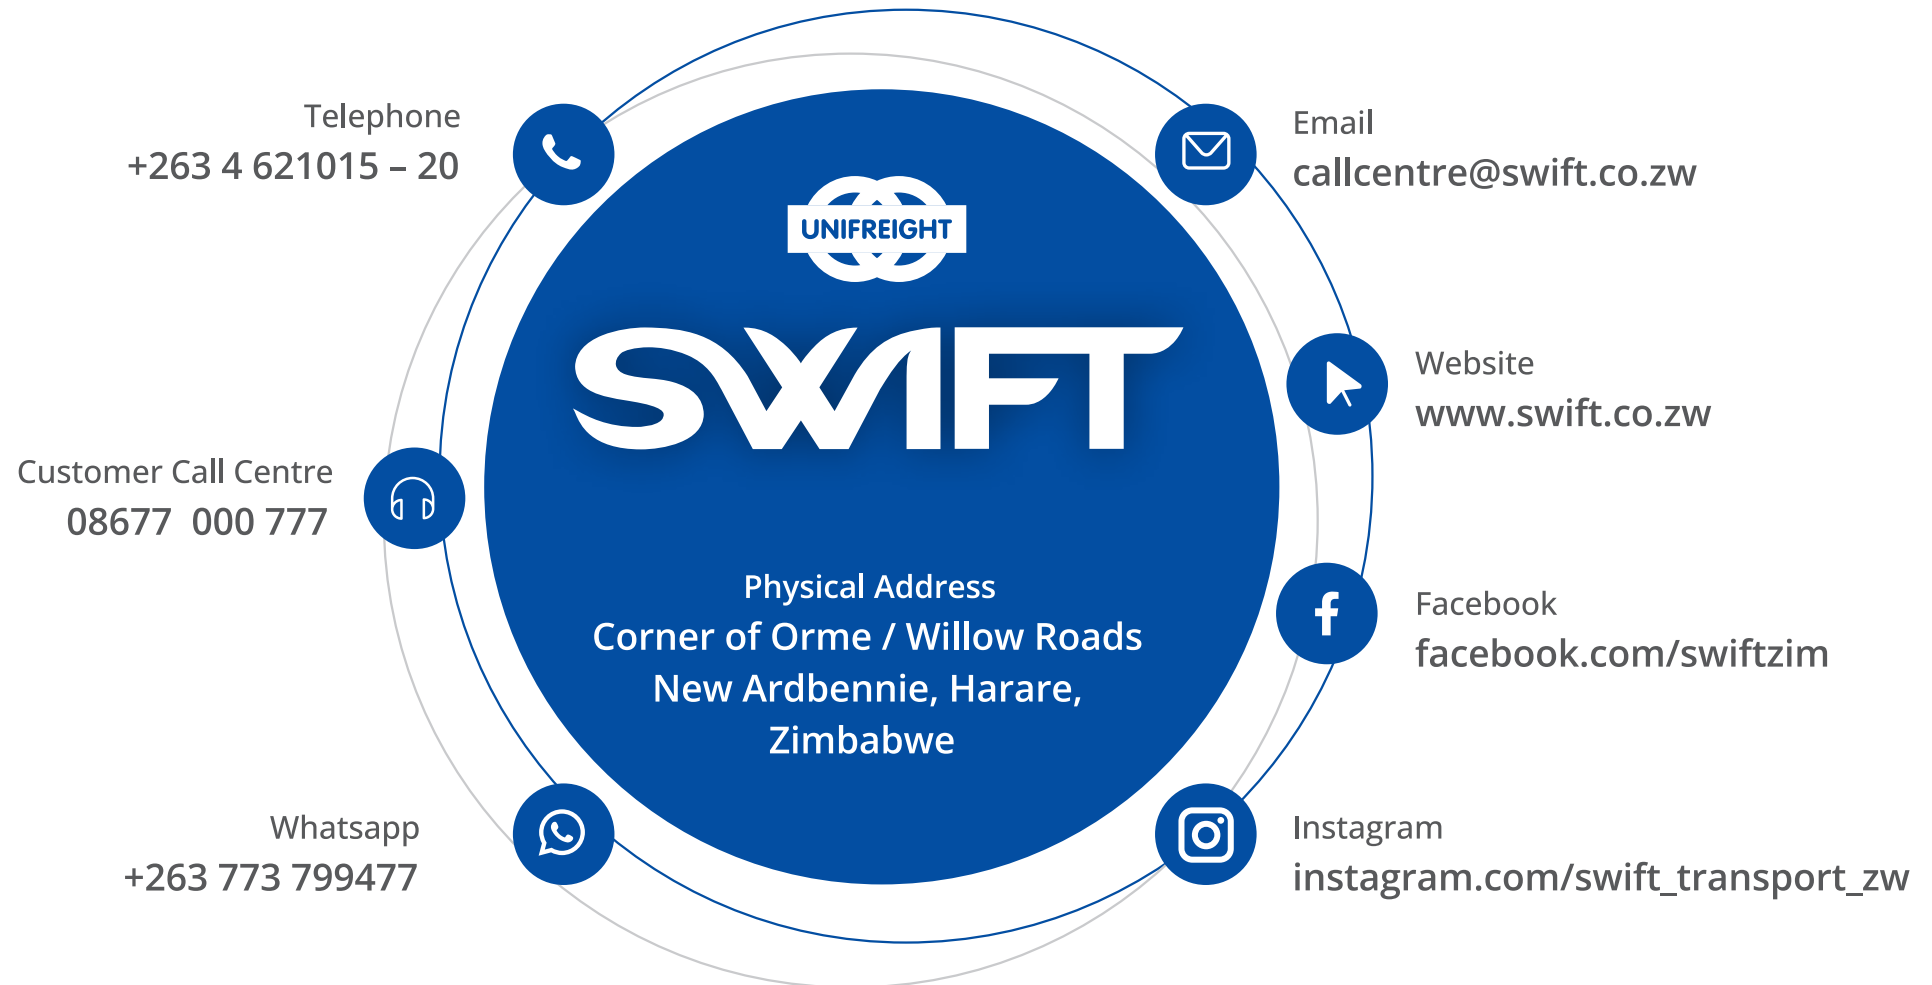 Telephone
+263 4 621015 – 20
Customer Call Centre
08677 000 777
Whatsapp
+263 773 799477
UNIFREIGHT
SWIFT
Physical Address
Corner of Orme / Willow Roads
New Ardbennie, Harare,
Zimbabwe
Email
callcentre@swift.co.zw
Website
www.swift.co.zw
Facebook
facebook.com/swiftzim
Instagram
instagram.com/swift_transport_zw